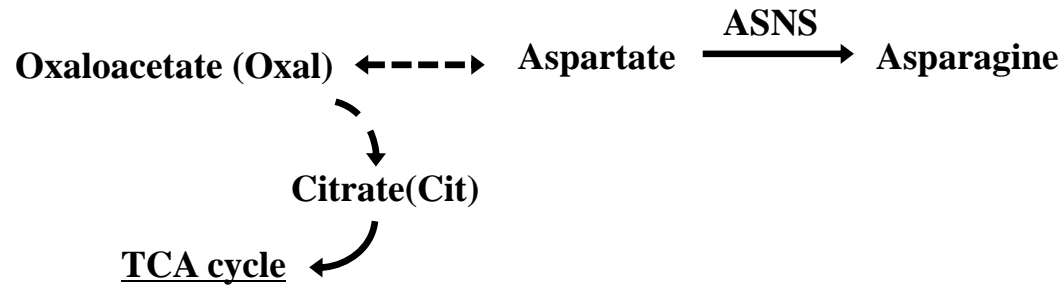 ASNS
Oxaloacetate (Oxal) Aspartate Asparagine
Citrate(Cit)
TCA cycle